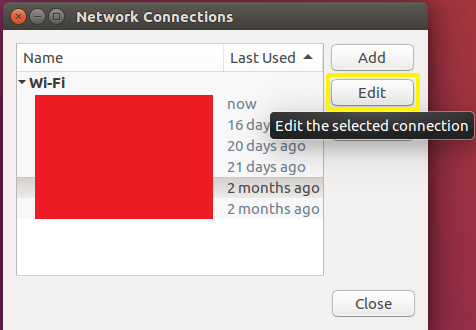 Network Connections
Name Last Used
Add
Wi-Fi
Edit
now
Edit the selected connection
16 day
20 days ago
21 days ago
2 months ago
2 months ago
Close